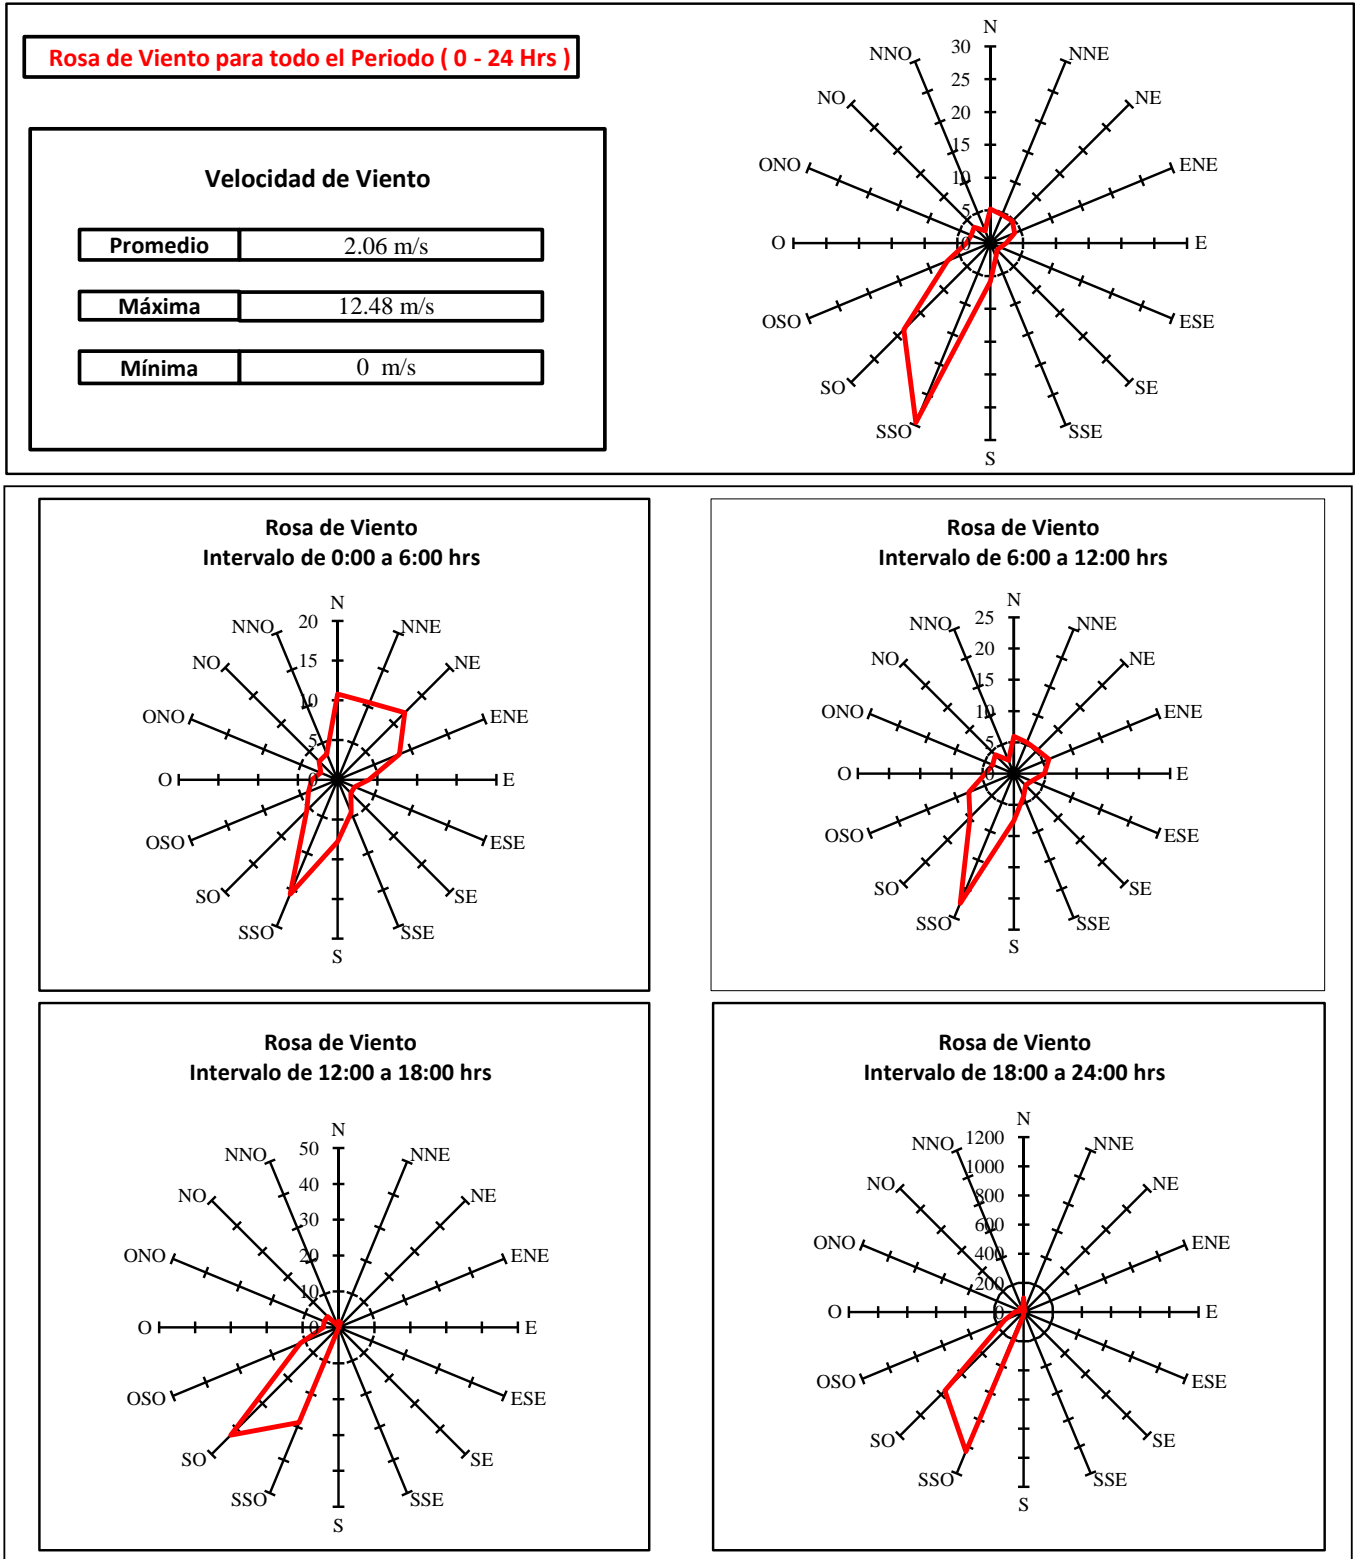 Rosa de Viento para todo el Periodo ( 0 - 24 Hrs )
Velocidad de Viento
Promedio 2.06 m/s
Máxima 12.48 m/s
Mínima 0 m/s
N
30
NNO
NNE
25
NO
20
NE
15
ONO
10
ENE
5
O
0
E
OSO
ESE
SO
SE
SSO
SSE
S
Rosa de Viento
Intervalo de 0:00 a 6:00 hrs
N
20
NNO
NNE
15
NO
NE
10
ONO
ENE
5
O
0
E
OSO
ESE
SO
SE
SSO
SSE
S
Rosa de Viento
Intervalo de 6:00 a 12:00 hrs
N
25
NNO
NNE
20
NO
NE
15
10
ONO
ENE
5
O
0
E
OSO
ESE
SO
SE
SSO
SSE
S
Rosa de Viento
Intervalo de 12:00 a 18:00 hrs
N
50
NNO
NNE
40
NO
NE
30
20
ONO
ENE
10
O
0
E
OSO
ESE
SO
SE
SSO
SSE
S
Rosa de Viento
Intervalo de 18:00 a 24:00 hrs
N
1200
NNO
NNE
1000
NO
NE
800
600
ONO
ENE
400
200
O
0
E
OSO
ESE
SO
SE
SSO
SSE
S